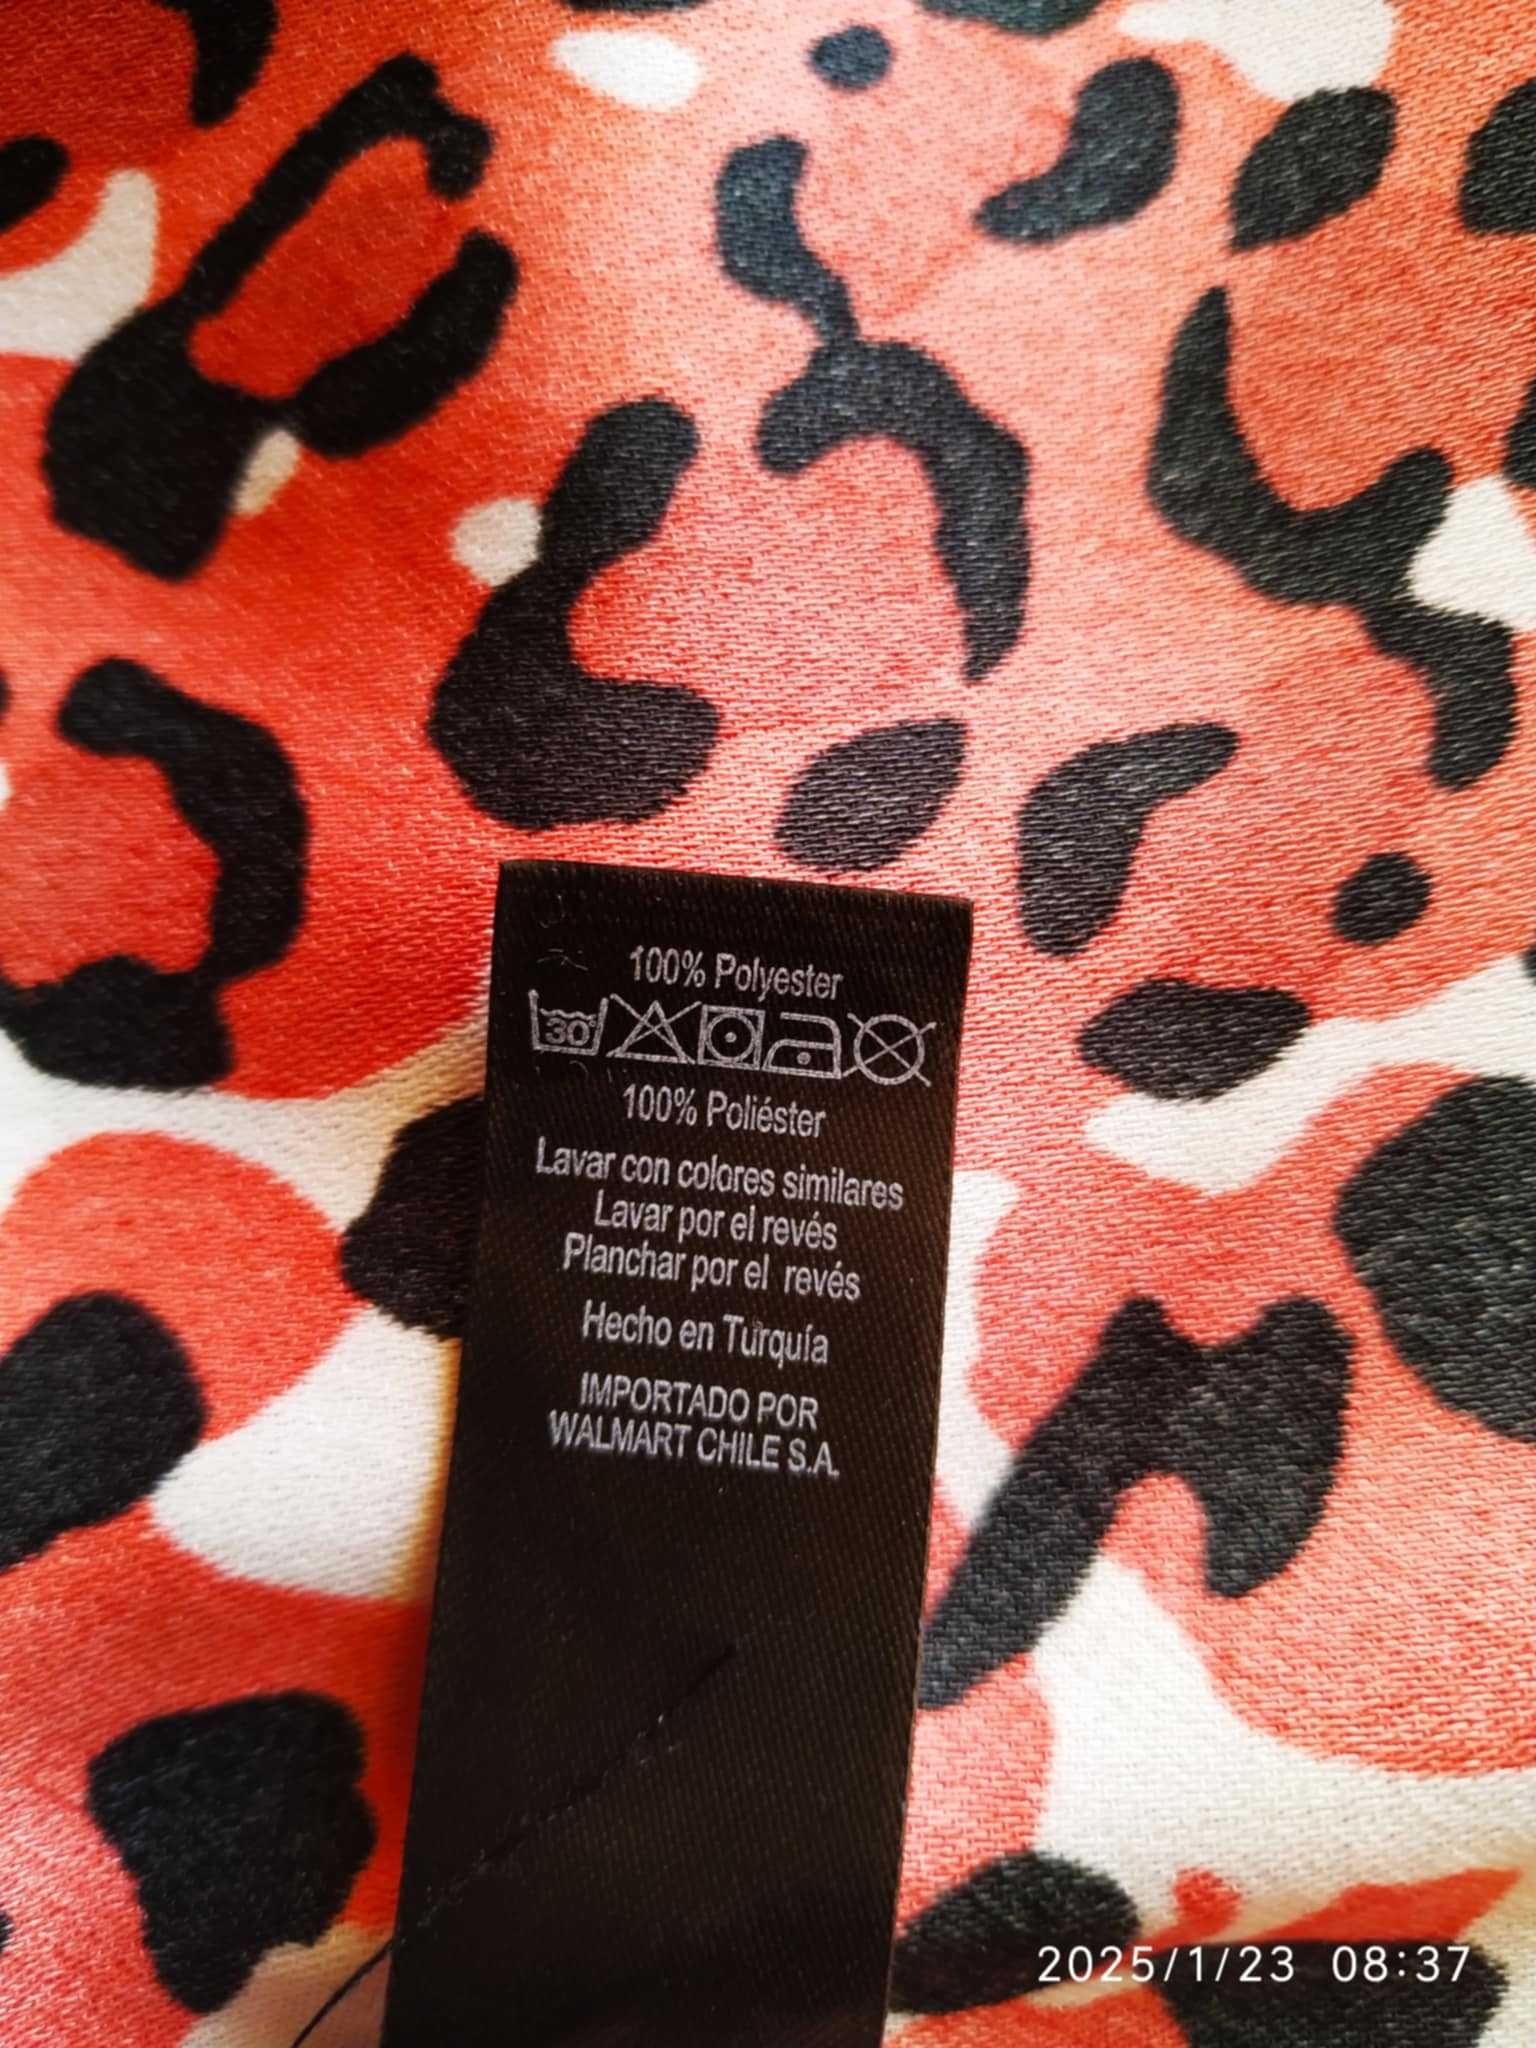 100% Polyester
30
100% Poliéster
Lavar con colores similares
Lavar por el revés
Planchar por el revés
Hecho en Turquía
IMPORTADO POR
WALMART CHILE S.A.
2025/1/23 08:37